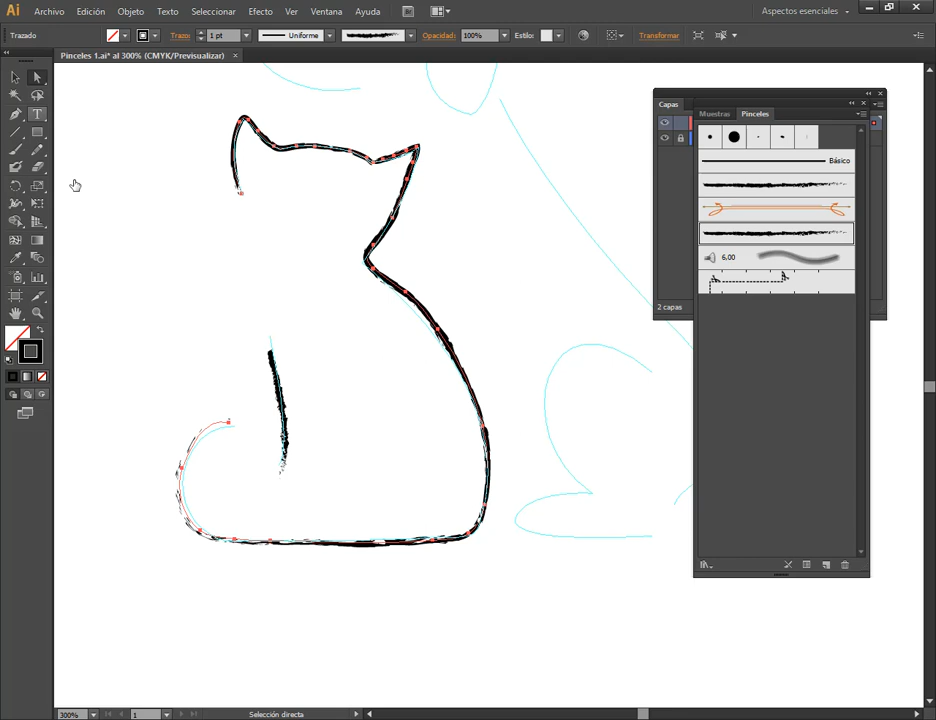 Ai Archivo Edición Objeto Texto Seleccionar Efecto Ver Ventana Ayuda Br Aspectos esenciales
Trazado Trazo: 1 pt Uniforme Opacidad: 100% Estilo: Transformar
Pinceles 1.ai* al 300% (CMYK/Previsualizar)
Capas
Muestras Pinceles
Básico
6,00
2 capas
300% 1 Selección directa